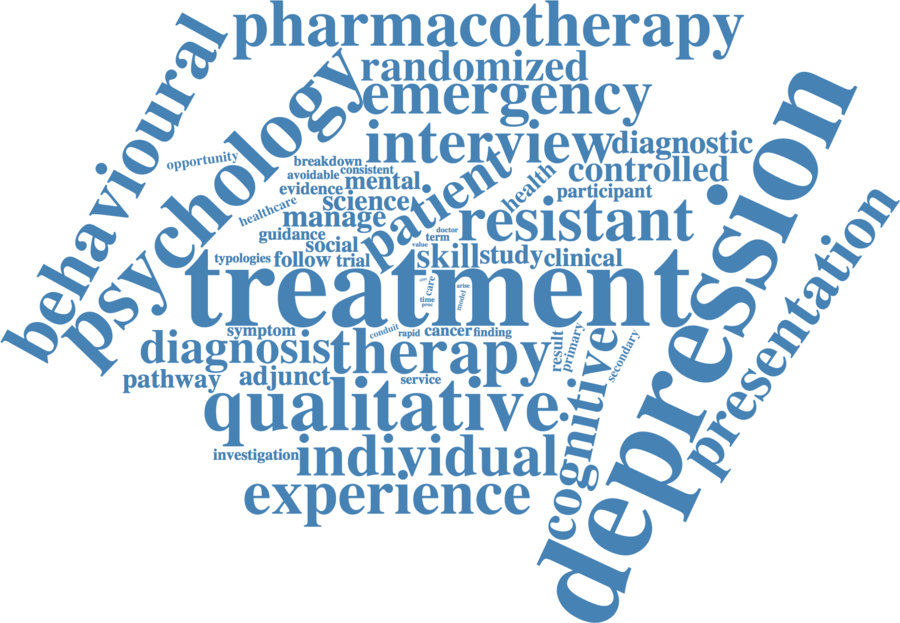 pharmacotherapy
behavioural
randomized
psychology
emergency
depression
interview
diagnostic
opportunity
breakdown
consistent
controlled
avoidable
mental
patient
health
participant
evidence
science
healthcare
manage
resistant
presentation
guidance
doctor
term
social
value
skill
study
clinical
typologies
follow
trial
treatment
care
arise
time
model
symptom
conduit
rapid
cancer
finding
result
primary
secondary
diagnosis
therapy
cognitive
pathway
adjunct
service
qualitative
investigation
individual
experience